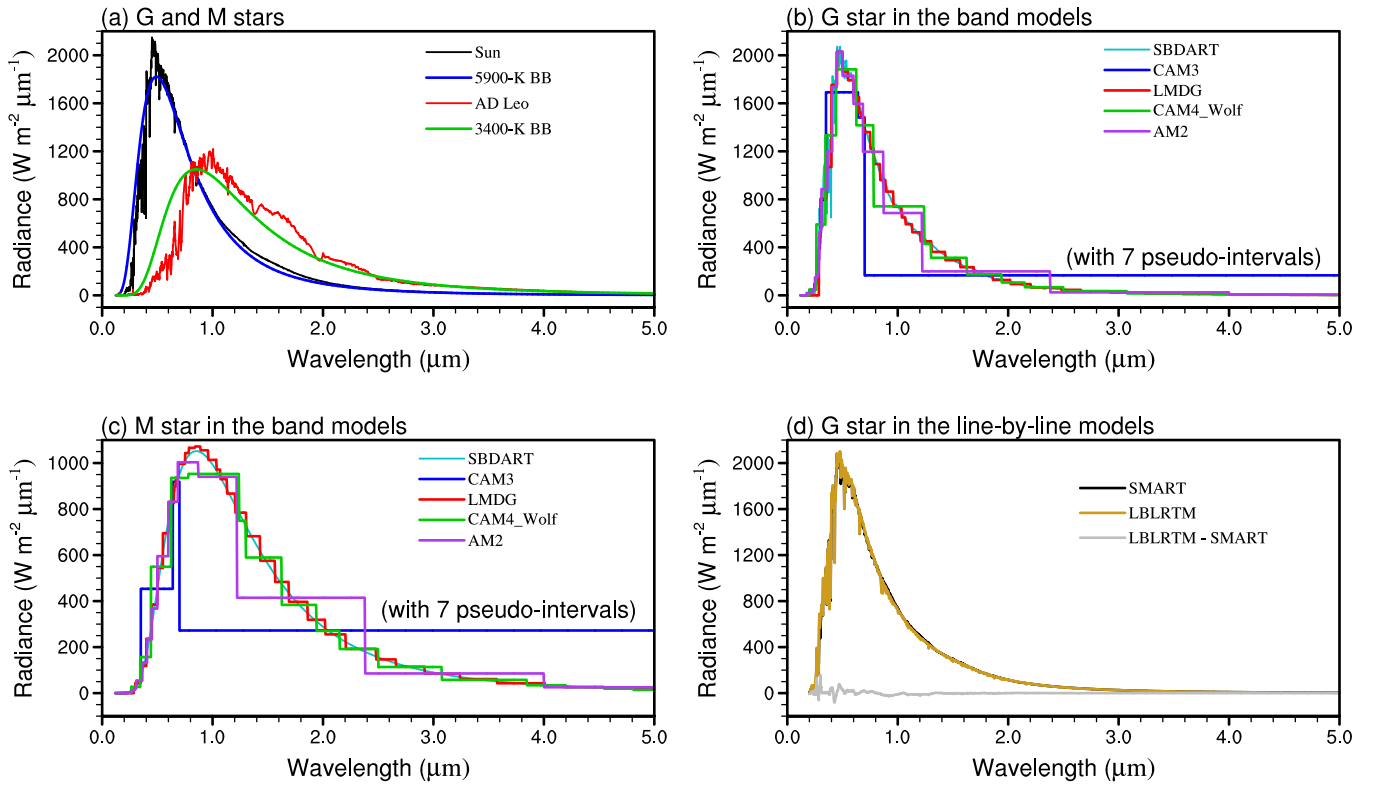 (a) G and M stars
Radiance (W m⁻² μm⁻¹)
2000
1600
1200
800
400
0
Sun
5900-K BB
AD Leo
3400-K BB
0.0 1.0 2.0 3.0 4.0 5.0
Wavelength (μm)
(b) G star in the band models
Radiance (W m⁻² μm⁻¹)
2000
1600
1200
800
400
0
SBDART
CAM3
LMDG
CAM4_Wolf
AM2
(with 7 pseudo-intervals)
0.0 1.0 2.0 3.0 4.0 5.0
Wavelength (μm)
(c) M star in the band models
Radiance (W m⁻² μm⁻¹)
1000
800
600
400
200
0
SBDART
CAM3
LMDG
CAM4_Wolf
AM2
(with 7 pseudo-intervals)
0.0 1.0 2.0 3.0 4.0 5.0
Wavelength (μm)
(d) G star in the line-by-line models
Radiance (W m⁻² μm⁻¹)
2000
1600
1200
800
400
0
SMART
LBLRTM
LBLRTM - SMART
0.0 1.0 2.0 3.0 4.0 5.0
Wavelength (μm)